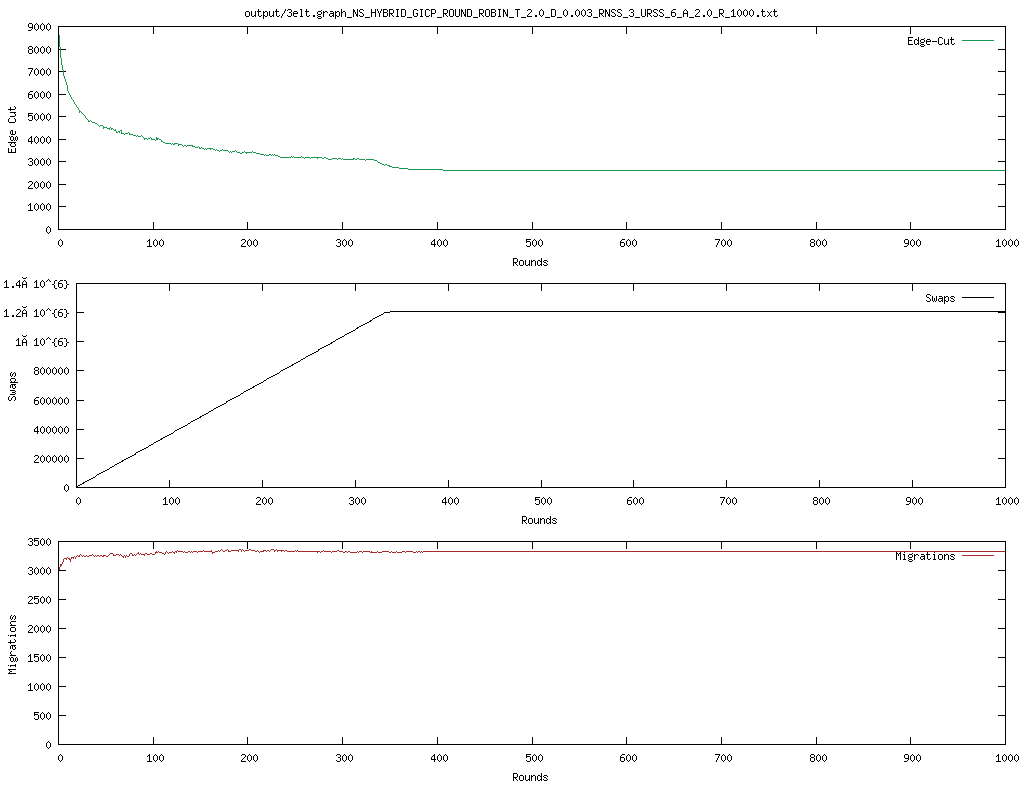 output/3elt.graph_NS_HYBRID_GICP_ROUND_ROBIN_T_2.0_D_0.003_RNSS_3_URSS_6_A_2.0_R_1000.txt
9000
8000
7000
6000
5000
4000
3000
2000
1000
0
Edge Cut
Edge-Cut
0 100 200 300 400 500 600 700 800 900 1000
Rounds
1.4Ã 10^{6}
1.2Ã 10^{6}
1Ã 10^{6}
800000
600000
400000
200000
0
Swaps
Swaps
0 100 200 300 400 500 600 700 800 900 1000
Rounds
3500
3000
2500
2000
1500
1000
500
0
Migrations
Migrations
0 100 200 300 400 500 600 700 800 900 1000
Rounds